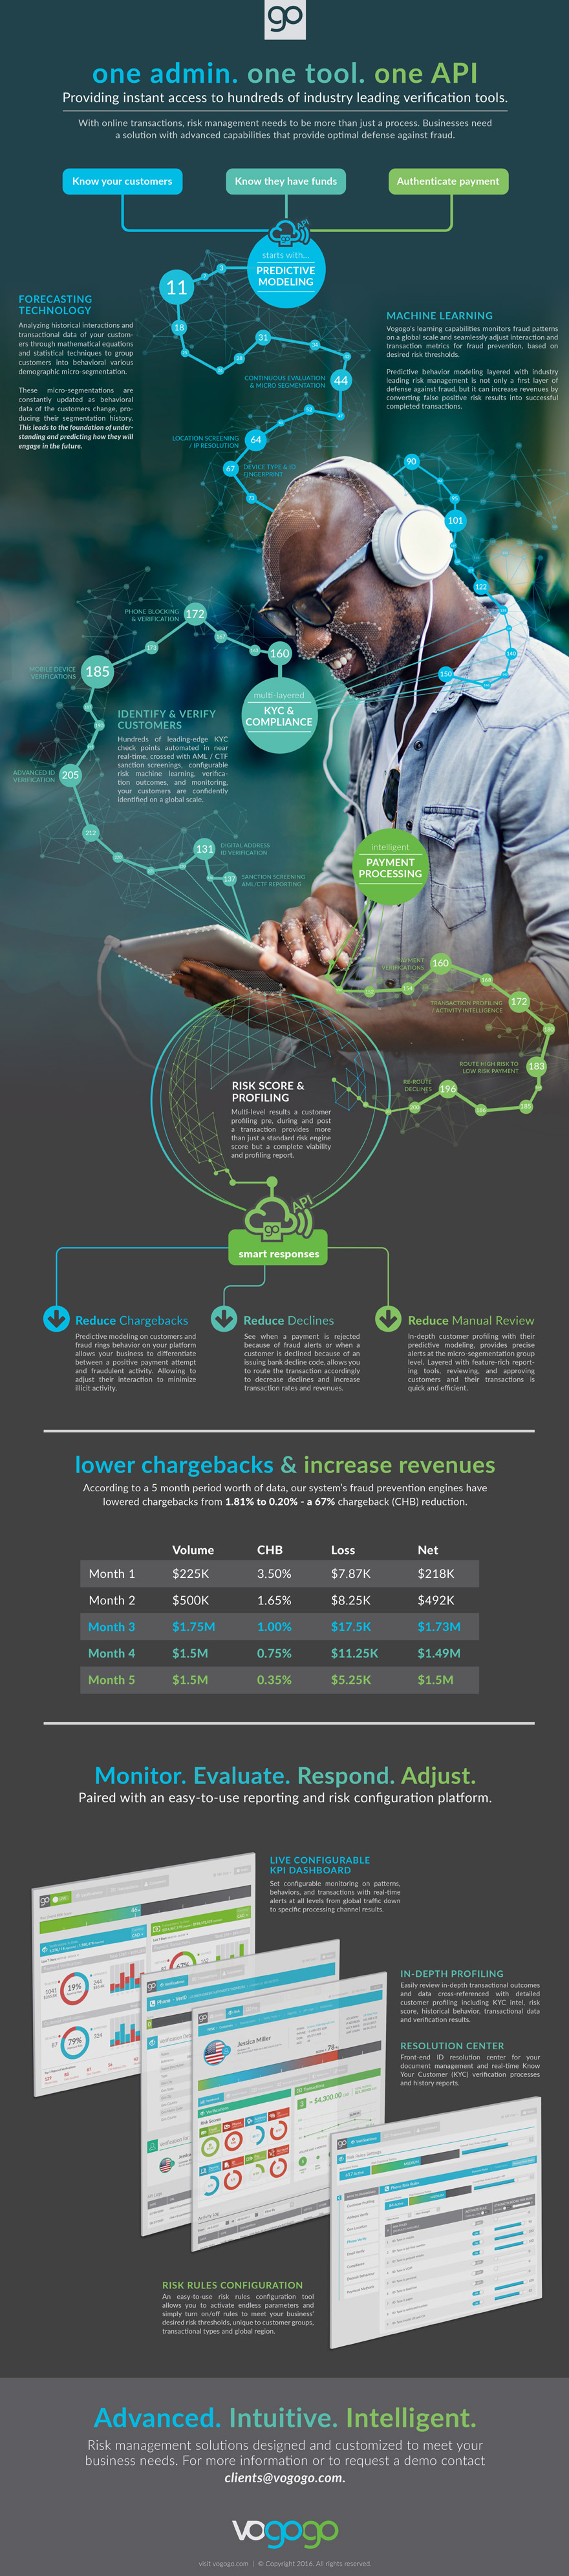 go
one admin. one tool. one API
Providing instant access to hundreds of industry leading verification tools.
With online transactions, risk management needs to be more than just a process. Businesses need
a solution with advanced capabilities that provide optimal defense against fraud.
Know your customers
Know they have funds
Authenticate payment
API
starts with...
PREDICTIVE
MODELING
3
11
18
31
44
64
67
73
FORECASTING
TECHNOLOGY
Analyzing historical interactions and
transactional data of your custom-
ers through mathematical equations
and statistical techniques to group
customers into behavioral various
demographic micro-segmentation.
These micro-segmentations are
constantly updated as behavioral
data of the customers change, pro-
ducing their segmentation history.
This leads to the foundation of under-
standing and predicting how they will
engage in the future.
MACHINE LEARNING
Vogogo's learning capabilities monitors fraud patterns
on a global scale and seamlessly adjust interaction and
transaction metrics for fraud prevention, based on
desired risk thresholds.
Predictive behavior modeling layered with industry
leading risk management is not only a first layer of
defense against fraud, but it can increase revenues by
converting false positive risk results into successful
completed transactions.
CONTINUOUS EVALUATION
& MICRO SEGMENTATION
LOCATION SCREENING
/ IP RESOLUTION
DEVICE TYPE & ID
FINGERPRINT
90
95
101
122
140
150
PHONE BLOCKING
& VERIFICATION
172
160
173
MOBILE DEVICE
VERIFICATIONS
185
multi-layered
KYC &
COMPLIANCE
IDENTIFY & VERIFY
CUSTOMERS
Hundreds of leading-edge KYC
check points automated in near
real-time, crossed with AML / CTF
sanction screenings, configurable
risk machine learning, verifica-
tion outcomes, and monitoring,
your customers are confidently
identified on a global scale.
ADVANCED ID
VERIFICATION
205
212
131
DIGITAL ADDRESS
ID VERIFICATION
137
SANCTION SCREENING
AML/CTF REPORTING
intelligent
PAYMENT
PROCESSING
PAYMENT
VERIFICATIONS
160
154
TRANSACTION PROFILING
/ ACTIVITY INTELLIGENCE
172
ROUTE HIGH RISK TO
LOW RISK PAYMENT
183
RE-ROUTE
DECLINES
196
185
RISK SCORE &
PROFILING
Multi-level results a customer
profiling pre, during and post
a transaction provides more
than just a standard risk engine
score but a complete viability
and profiling report.
API
go
smart responses
Reduce Chargebacks
Predictive modeling on customers and
fraud rings behavior on your platform
allows your business to differentiate
between a positive payment attempt
and fraudulent activity. Allowing to
adjust their interaction to minimize
illicit activity.
Reduce Declines
See when a payment is rejected
because of fraud alerts or when a
customer is declined because of an
issuing bank decline code, allows you
to route the transaction accordingly
to decrease declines and increase
transaction rates and revenues.
Reduce Manual Review
In-depth customer profiling with their
predictive modeling, provides precise
alerts at the micro-segmentation group
level. Layered with feature-rich report-
ing tools, reviewing, and approving
customers and their transactions is
quick and efficient.
lower chargebacks & increase revenues
According to a 5 month period worth of data, our system's fraud prevention engines have
lowered chargebacks from 1.81% to 0.20% - a 67% chargeback (CHB) reduction.
Volume CHB Loss Net
Month 1 $225K 3.50% $7.87K $218K
Month 2 $500K 1.65% $8.25K $492K
Month 3 $1.75M 1.00% $17.5K $1.73M
Month 4 $1.5M 0.75% $11.25K $1.49M
Month 5 $1.5M 0.35% $5.25K $1.5M
Monitor. Evaluate. Respond. Adjust.
Paired with an easy-to-use reporting and risk configuration platform.
LIVE CONFIGURABLE
KPI DASHBOARD
Set configurable monitoring on patterns,
behaviors, and transactions with real-time
alerts at all levels from global traffic down
to specific processing channel results.
19%
79%
67%
Jessica Miller
78
IN-DEPTH PROFILING
Easily review in-depth transactional outcomes
and data cross-referenced with detailed
customer profiling including KYC intel, risk
score, historical behavior, transactional data
and verification results.
RESOLUTION CENTER
Front-end ID resolution center for your
document management and real-time Know
Your Customer (KYC) verification processes
and history reports.
RISK RULES CONFIGURATION
An easy-to-use risk rules configuration tool
allows you to activate endless parameters and
simply turn on/off rules to meet your business'
desired risk thresholds, unique to customer groups,
transactional types and global region.
Advanced. Intuitive. Intelligent.
Risk management solutions designed and customized to meet your
business needs. For more information or to request a demo contact
clients@vogogo.com.
vogogo
visit vogogo.com | © Copyright 2016. All rights reserved.